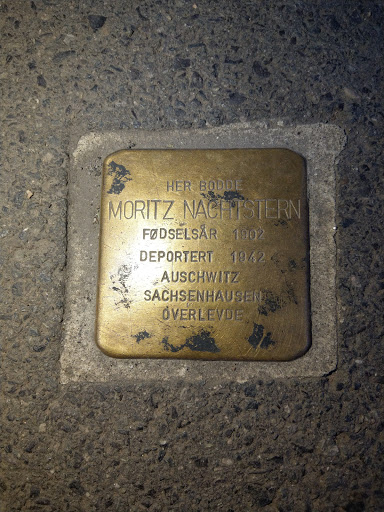 HER BODDE
MORITZ NACHTSTERN
FØDSELSÅR 1902
DEPORTERT 1942
AUSCHWITZ
SACHSENHAUSEN
OVERLEVDE